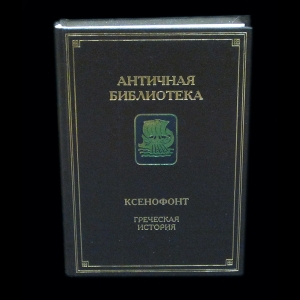 АНТИЧНАЯ
БИБЛИОТЕКА
КСЕНОФОНТ
ГРЕЧЕСКАЯ
ИСТОРИЯ